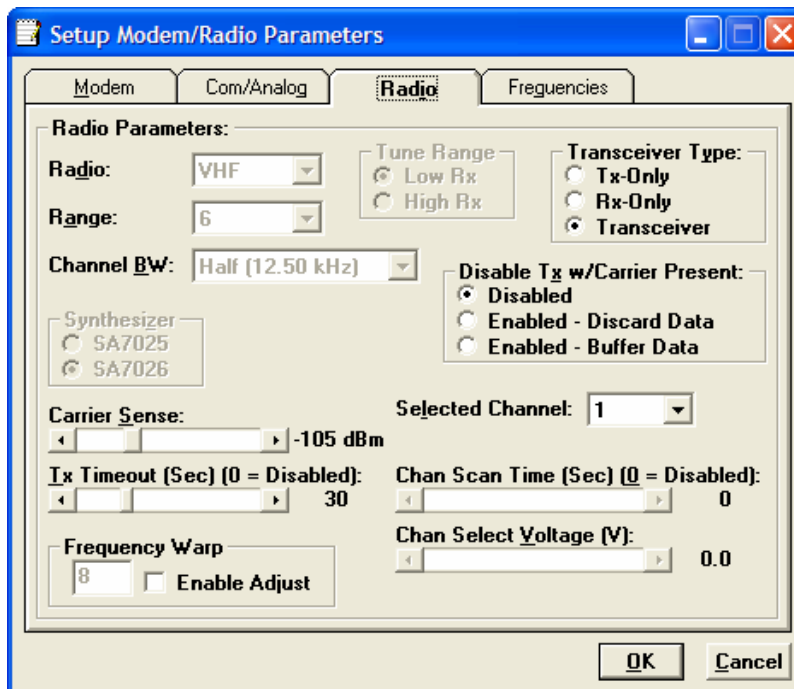 Setup Modem/Radio Parameters
Modem Com/Analog Radio Frequencies
Radio Parameters:
Radio: VHF
Range: 6
Channel BW: Half (12.50 kHz)
Tune Range
Low Rx
High Rx
Transceiver Type:
Tx-Only
Rx-Only
Transceiver
Disable Tx w/Carrier Present:
Disabled
Enabled - Discard Data
Enabled - Buffer Data
Synthesizer
SA7025
SA7026
Carrier Sense:
-105 dBm
Selected Channel: 1
Tx Timeout (Sec) (0 = Disabled):
30
Chan Scan Time (Sec) (0 = Disabled):
0
Chan Select Voltage (V):
0.0
Frequency Warp
8 Enable Adjust
OK Cancel